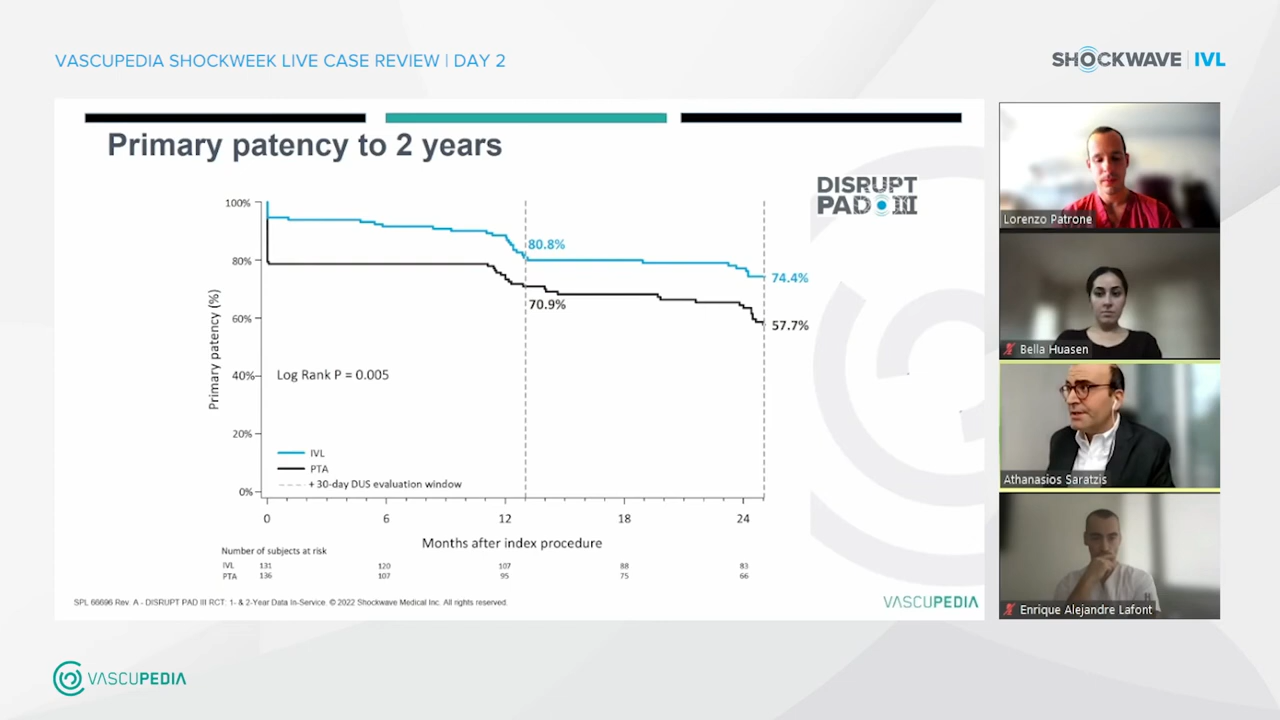 VASCUPEDIA SHOCKWEEK LIVE CASE REVIEW | DAY 2
SHOCKWAVE | IVL
Primary patency to 2 years
DISRUPT
PAD III
100%
80%
60%
40%
20%
0%
Primary patency (%)
80.8%
74.4%
70.9%
57.7%
Log Rank P = 0.005
IVL
PTA
+ 30-day DUS evaluation window
0 6 12 18 24
Months after index procedure
Number of subjects at risk
IVL 131 120 107 88 83
PTA 136 107 95 75 66
SPL 66696 Rev. A - DISRUPT PAD III RCT: 1- & 2-Year Data In-Service. © 2022 Shockwave Medical Inc. All rights reserved.
VASCUPEDIA
Lorenzo Patrone
Bella Huasen
Athanasios Saratzis
Enrique Alejandre Lafont
VASCUPEDIA